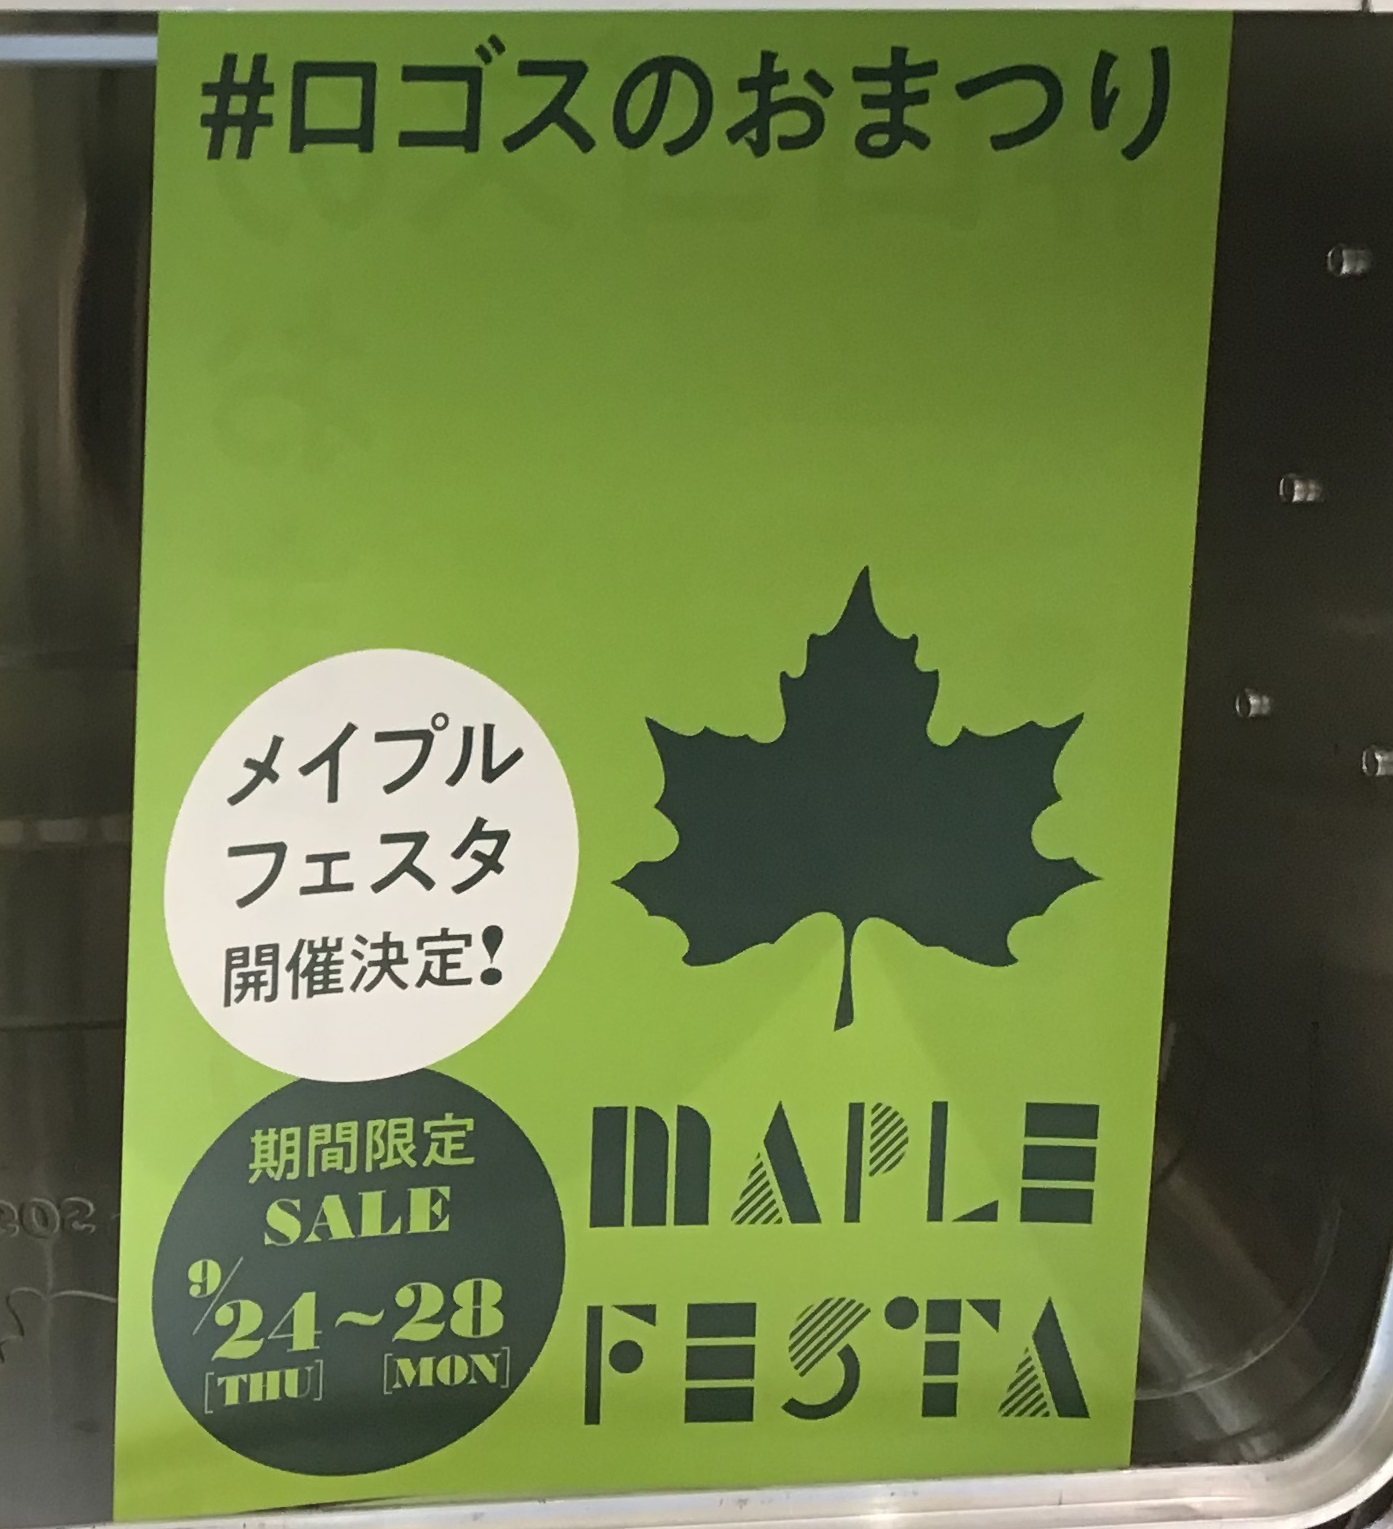 #ロゴスのおまつり
メイプル
フェスタ
開催決定!
期間限定
SALE
9/24~28
[THU] [MON]
MAPLE
FESTA